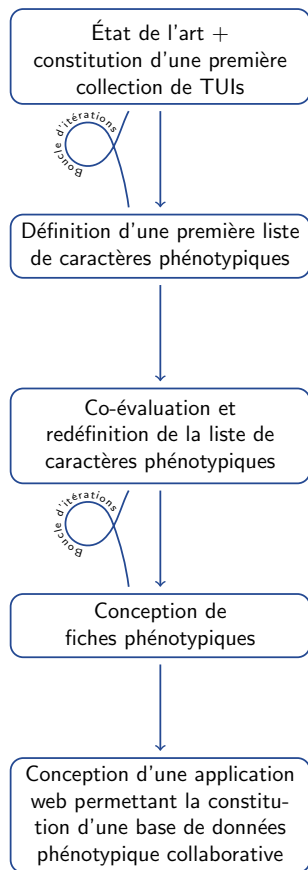 État de l'art +
constitution d'une première
collection de TUIs
Boucle d'itérations
Définition d'une première liste
de caractères phénotypiques
Co-évaluation et
redéfinition de la liste de
caractères phénotypiques
Boucle d'itérations
Conception de
fiches phénotypiques
Conception d'une application
web permettant la constitu-
tion d'une base de données
phénotypique collaborative